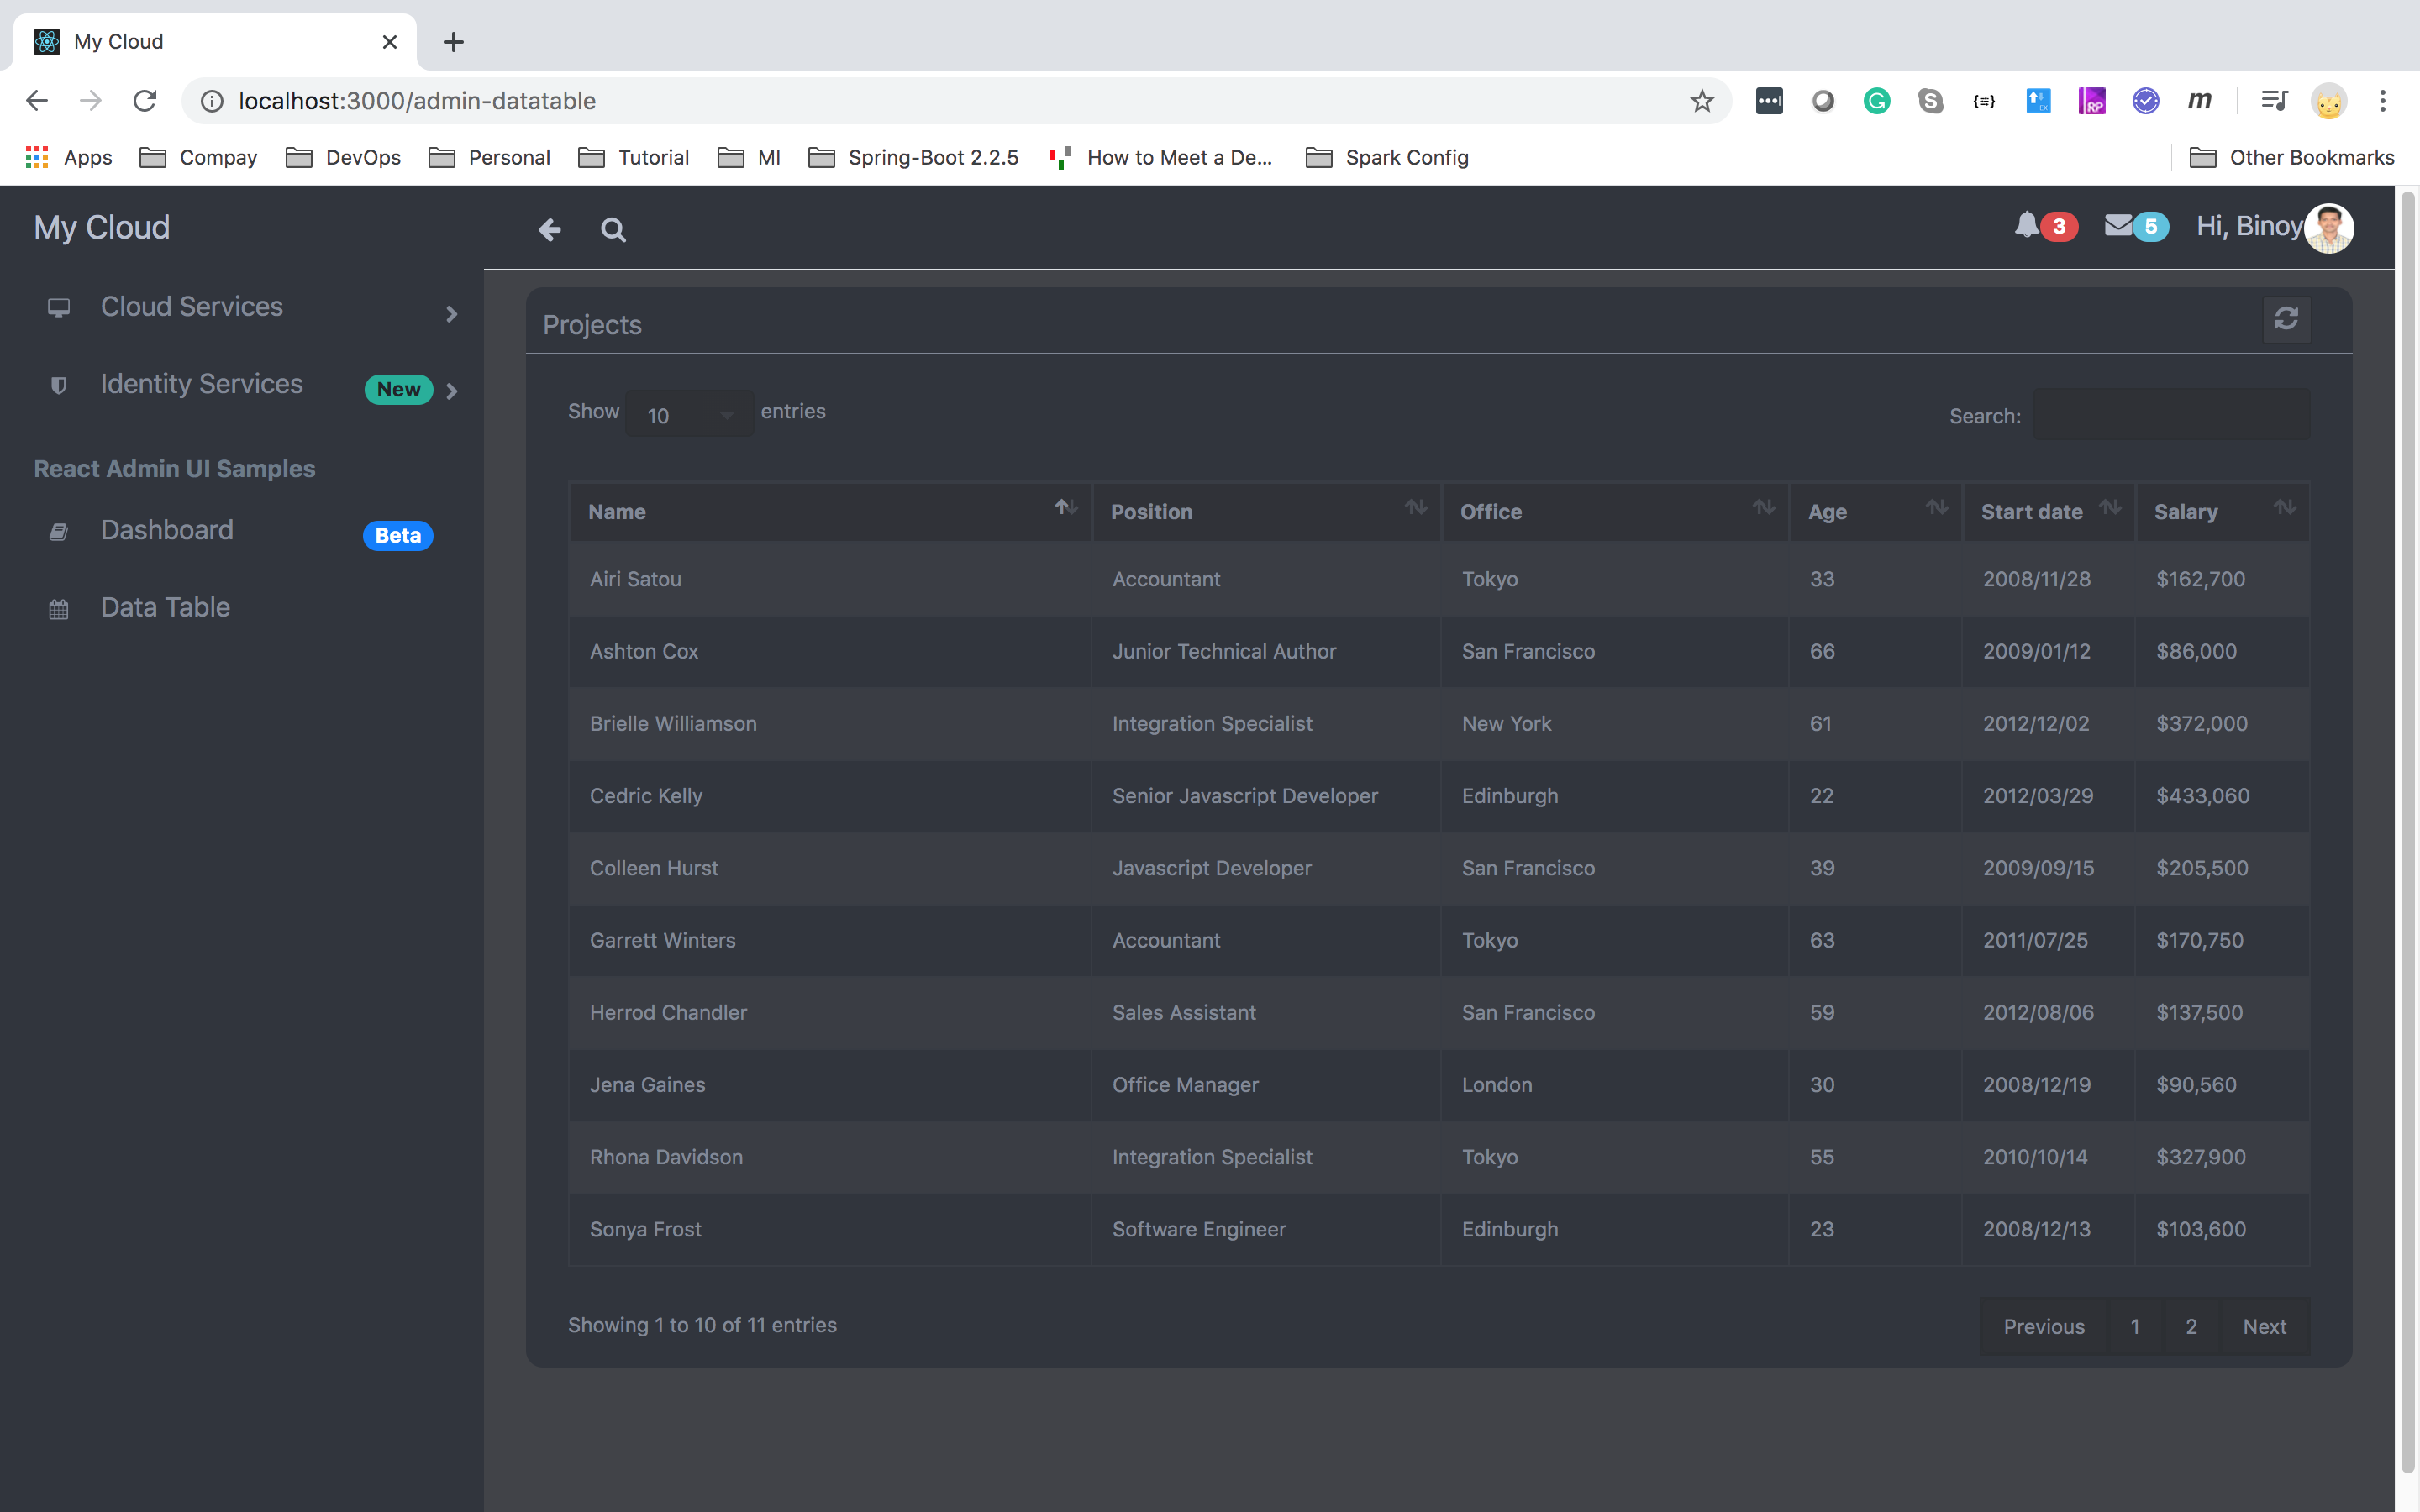 My Cloud
localhost:3000/admin-datatable
Apps Compay DevOps Personal Tutorial MI Spring-Boot 2.2.5 How to Meet a De... Spark Config Other Bookmarks
My Cloud 3 5 Hi, Binoy
Cloud Services
Identity Services New
React Admin UI Samples
Dashboard Beta
Data Table
Projects
Show 10 entries Search:
Name Position Office Age Start date Salary
Airi Satou Accountant Tokyo 33 2008/11/28 $162,700
Ashton Cox Junior Technical Author San Francisco 66 2009/01/12 $86,000
Brielle Williamson Integration Specialist New York 61 2012/12/02 $372,000
Cedric Kelly Senior Javascript Developer Edinburgh 22 2012/03/29 $433,060
Colleen Hurst Javascript Developer San Francisco 39 2009/09/15 $205,500
Garrett Winters Accountant Tokyo 63 2011/07/25 $170,750
Herrod Chandler Sales Assistant San Francisco 59 2012/08/06 $137,500
Jena Gaines Office Manager London 30 2008/12/19 $90,560
Rhona Davidson Integration Specialist Tokyo 55 2010/10/14 $327,900
Sonya Frost Software Engineer Edinburgh 23 2008/12/13 $103,600
Showing 1 to 10 of 11 entries Previous 1 2 Next